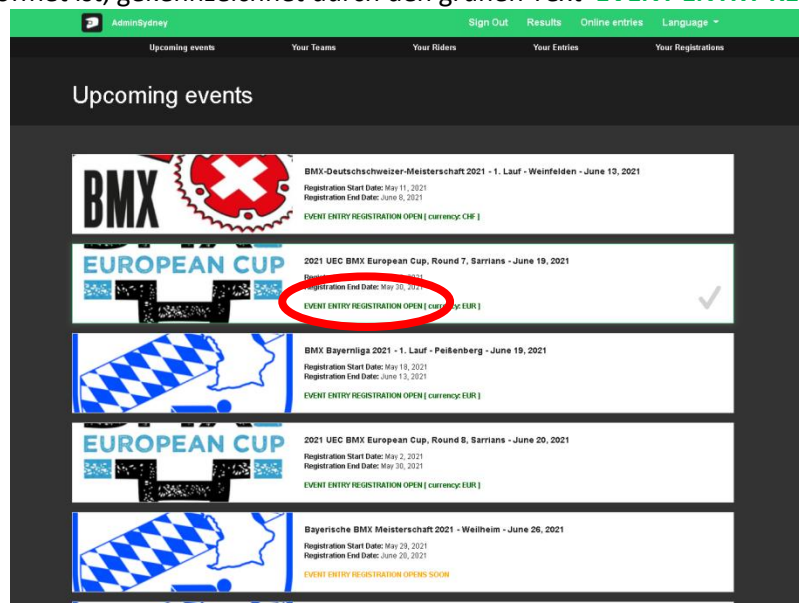 gekennzeichnet durch den grünen Text
AdminSydney
Sign Out Results Online entries Language
Upcoming events Your Teams Your Riders Your Entries Your Registrations
Upcoming events
BMX
BMX-Deutschschweizer-Meisterschaft 2021 - 1. Lauf - Weinfelden - June 13, 2021
Registration Start Date: May 11, 2021
Registration End Date: June 8, 2021
EVENT ENTRY REGISTRATION OPEN [ currency: CHF ]
EUROPEAN CUP
2021 UEC BMX European Cup, Round 7, Sarrians - June 19, 2021
Registration End Date: May 30, 2021
EVENT ENTRY REGISTRATION OPEN [ currency: EUR ]
BMX Bayernliga 2021 - 1. Lauf - Peißenberg - June 19, 2021
Registration Start Date: May 18, 2021
Registration End Date: June 13, 2021
EVENT ENTRY REGISTRATION OPEN [ currency: EUR ]
EUROPEAN CUP
2021 UEC BMX European Cup, Round 8, Sarrians - June 20, 2021
Registration Start Date: May 2, 2021
Registration End Date: May 30, 2021
EVENT ENTRY REGISTRATION OPEN [ currency: EUR ]
Bayerische BMX Meisterschaft 2021 - Weilheim - June 26, 2021
Registration Start Date: May 29, 2021
Registration End Date: June 20, 2021
EVENT ENTRY REGISTRATION OPENS SOON